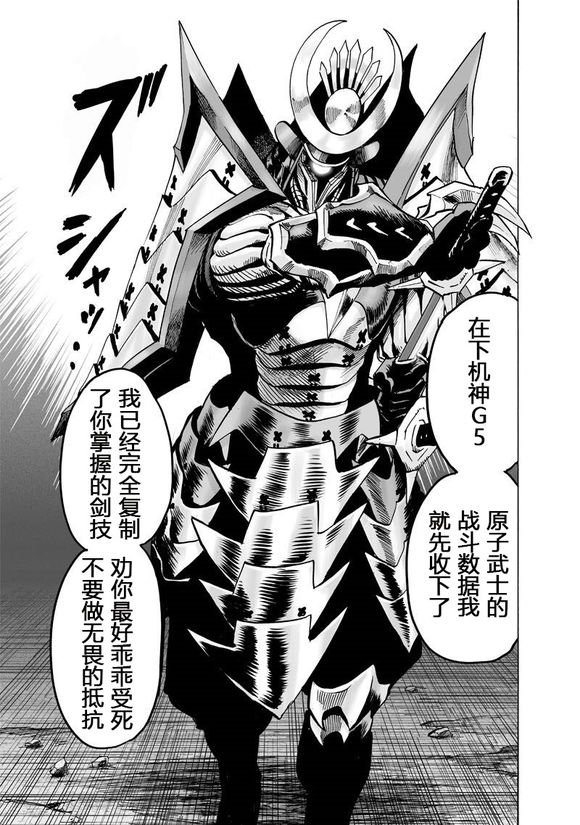 在下机神G5
原子武士的
战斗数据我
就先收下了
我已经完全复制
了你掌握的剑技
劝你最好乖乖受死
不要做无畏的抵抗
ズ
シャッ